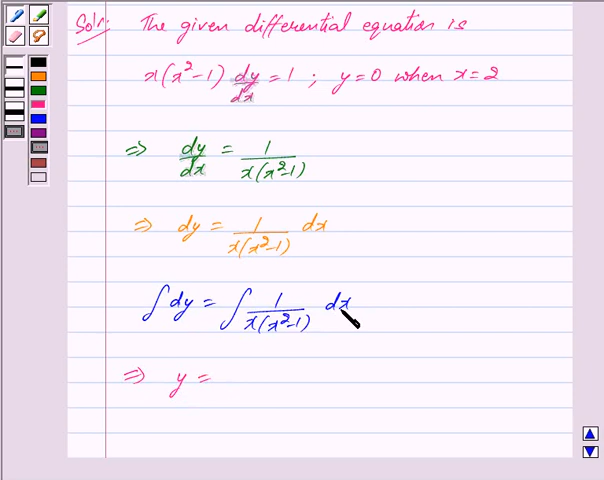 Sol'n: The given differential equation is
x(x²-1) dy/dx = 1 ; y=0 when x=2
⇒ dy/dx = 1/x(x²-1)
⇒ dy = 1/x(x²-1) dx
∫dy = ∫ 1/x(x²-1) dx
⇒ y =